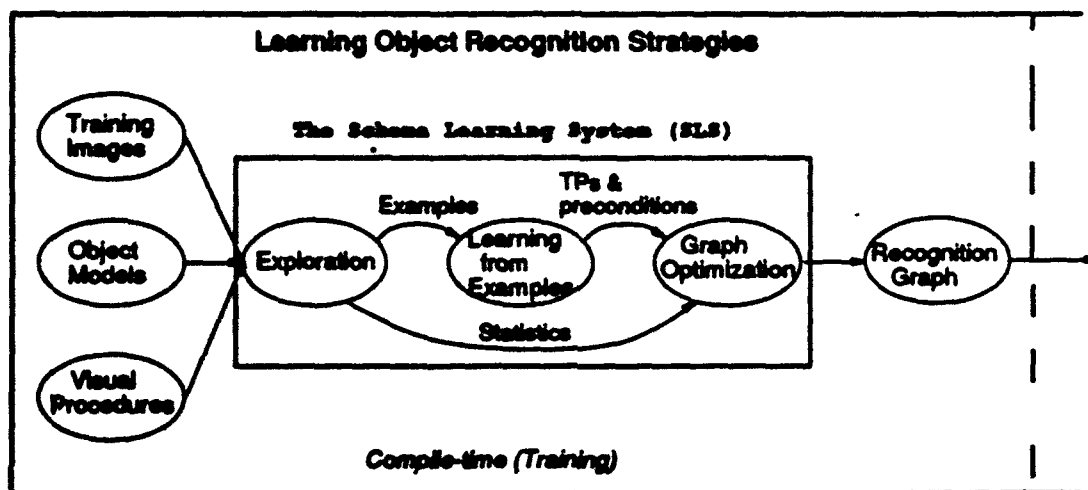 Learning Object Recognition Strategies
The Schema Learning System (SLS)
Training
Images
Object
Models
Visual
Procedures
Exploration
Examples
Learning
from
Examples
TPs &
preconditions
Graph
Optimization
Statistics
Recognition
Graph
Compile-time (Training)